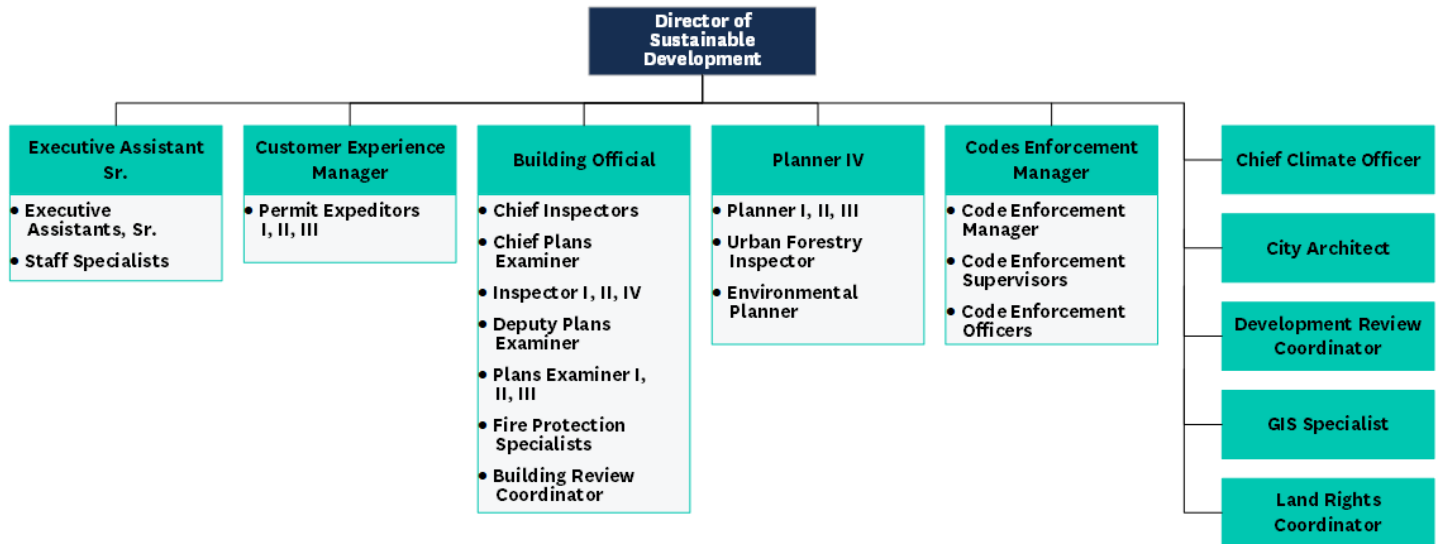 Director of
Sustainable
Development
Executive Assistant
Sr.
• Executive
Assistants, Sr.
• Staff Specialists
Customer Experience
Manager
• Permit Expeditors
I, II, III
Building Official
• Chief Inspectors
• Chief Plans
Examiner
• Inspector I, II, IV
• Deputy Plans
Examiner
• Plans Examiner I,
II, III
• Fire Protection
Specialists
• Building Review
Coordinator
Planner IV
• Planner I, II, III
• Urban Forestry
Inspector
• Environmental
Planner
Codes Enforcement
Manager
• Code Enforcement
Manager
• Code Enforcement
Supervisors
• Code Enforcement
Officers
Chief Climate Officer
City Architect
Development Review
Coordinator
GIS Specialist
Land Rights
Coordinator